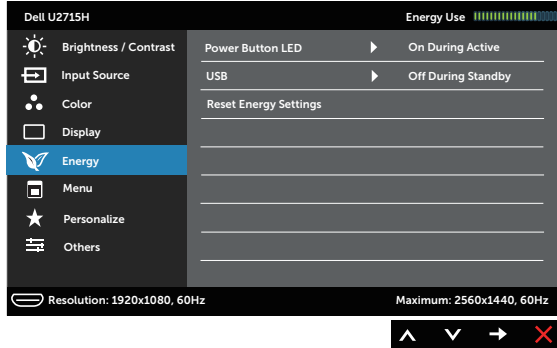 Dell U2715H Energy Use
Brightness / Contrast Power Button LED On During Active
Input Source USB Off During Standby
Color Reset Energy Settings
Display
Energy
Menu
Personalize
Others
Resolution: 1920x1080, 60Hz Maximum: 2560x1440, 60Hz